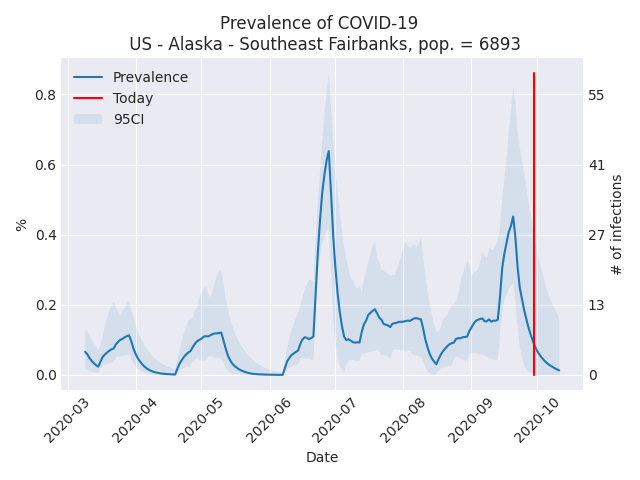 Prevalence of COVID-19
US - Alaska - Southeast Fairbanks, pop. = 6893
Prevalence
Today
95CI
0.8
0.6
0.4
0.2
0.0
%
55
41
27
13
0
# of infections
2020-03
2020-04
2020-05
2020-06
2020-07
2020-08
2020-09
2020-10
Date